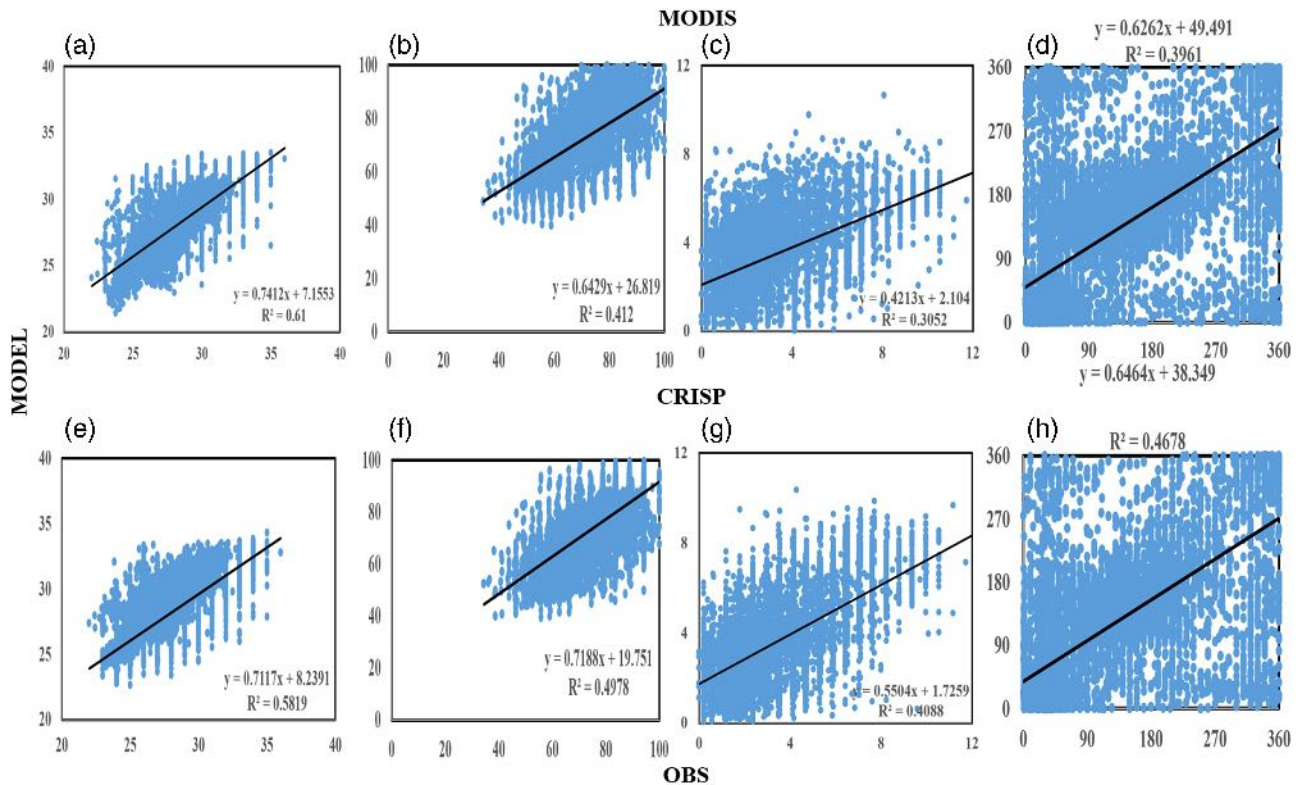 MODIS
(a)
(b)
(c)
(d)
y = 0.6262x + 49.491
R² = 0.3961
40
35
30
25
20
20 25 30 35 40
y = 0.7412x + 7.1553
R² = 0.61
100
80
60
40
20
0
0 20 40 60 80 100
y = 0.6429x + 26.819
R² = 0.412
12
8
4
0
0 4 8 12
y = 0.4213x + 2.104
R² = 0.3052
360
270
180
90
0
0 90 180 270 360
MODEL
CRISP
y = 0.6464x + 38.349
(e)
(f)
(g)
(h)
R² = 0.4678
40
35
30
25
20
20 25 30 35 40
y = 0.7117x + 8.2391
R² = 0.5819
100
80
60
40
20
0
0 20 40 60 80 100
y = 0.7188x + 19.751
R² = 0.4978
12
8
4
0
0 4 8 12
y = 0.5504x + 1.7259
R² = 0.4088
360
270
180
90
0
0 90 180 270 360
OBS